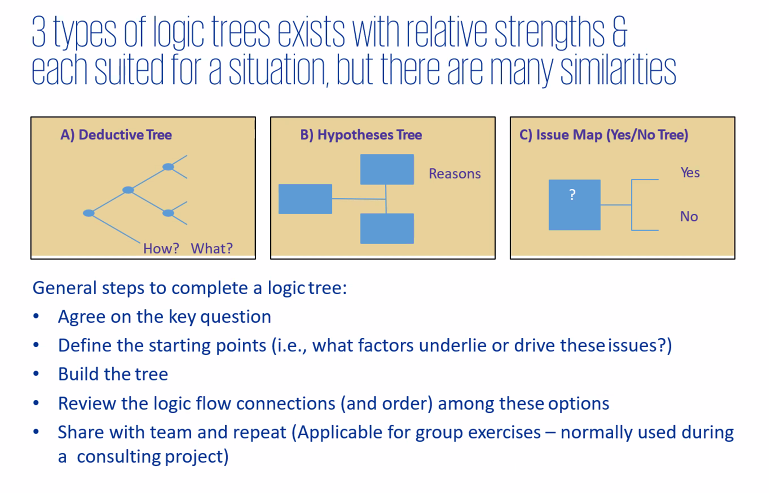 3 types of logic trees exists with relative strengths &
each suited for a situation, but there are many similarities
A) Deductive Tree
How? What?
B) Hypotheses Tree
Reasons
C) Issue Map (Yes/No Tree)
?
Yes
No
General steps to complete a logic tree:
• Agree on the key question
• Define the starting points (i.e., what factors underlie or drive these issues?)
• Build the tree
• Review the logic flow connections (and order) among these options
• Share with team and repeat (Applicable for group exercises – normally used during
a consulting project)